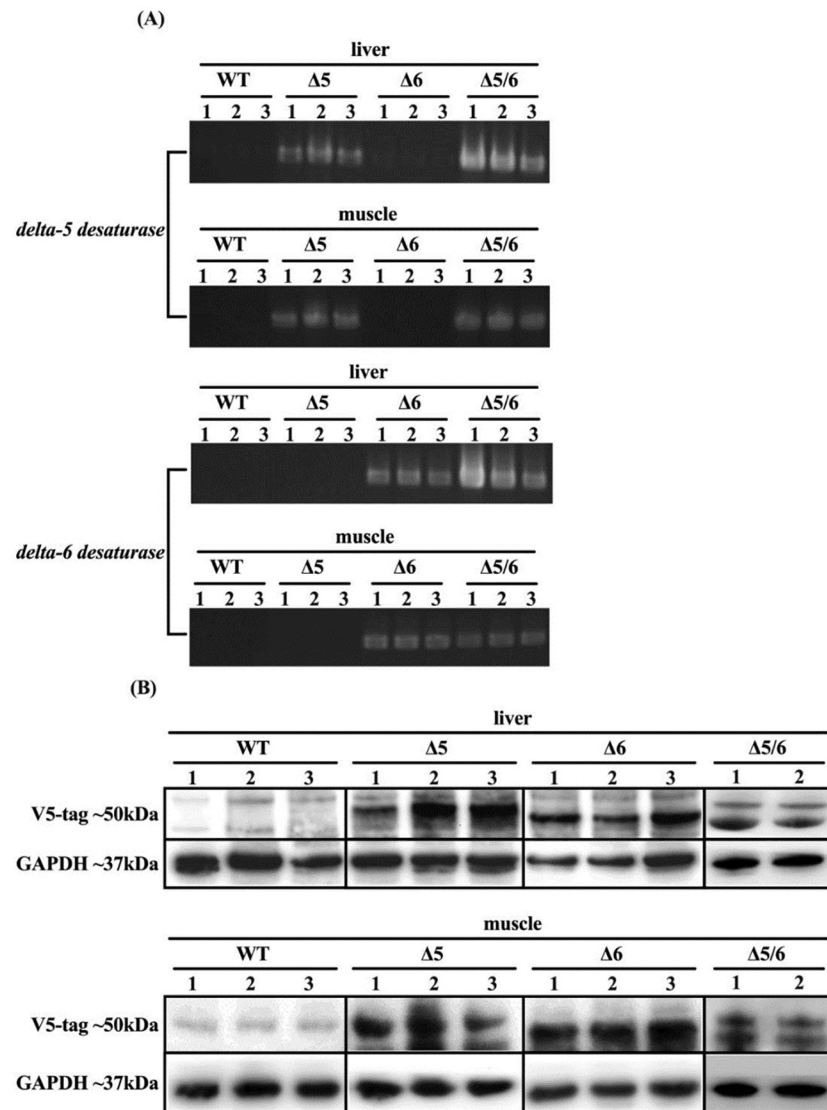 (A)
liver
WT Δ5 Δ6 Δ5/6
1 2 3 1 2 3 1 2 3 1 2 3
delta-5 desaturase
muscle
WT Δ5 Δ6 Δ5/6
1 2 3 1 2 3 1 2 3 1 2 3
liver
WT Δ5 Δ6 Δ5/6
1 2 3 1 2 3 1 2 3 1 2 3
delta-6 desaturase
muscle
WT Δ5 Δ6 Δ5/6
1 2 3 1 2 3 1 2 3 1 2 3
(B)
liver
WT Δ5 Δ6 Δ5/6
1 2 3 1 2 3 1 2 3 1 2
V5-tag ~50kDa
GAPDH ~37kDa
muscle
WT Δ5 Δ6 Δ5/6
1 2 3 1 2 3 1 2 3 1 2
V5-tag ~50kDa
GAPDH ~37kDa